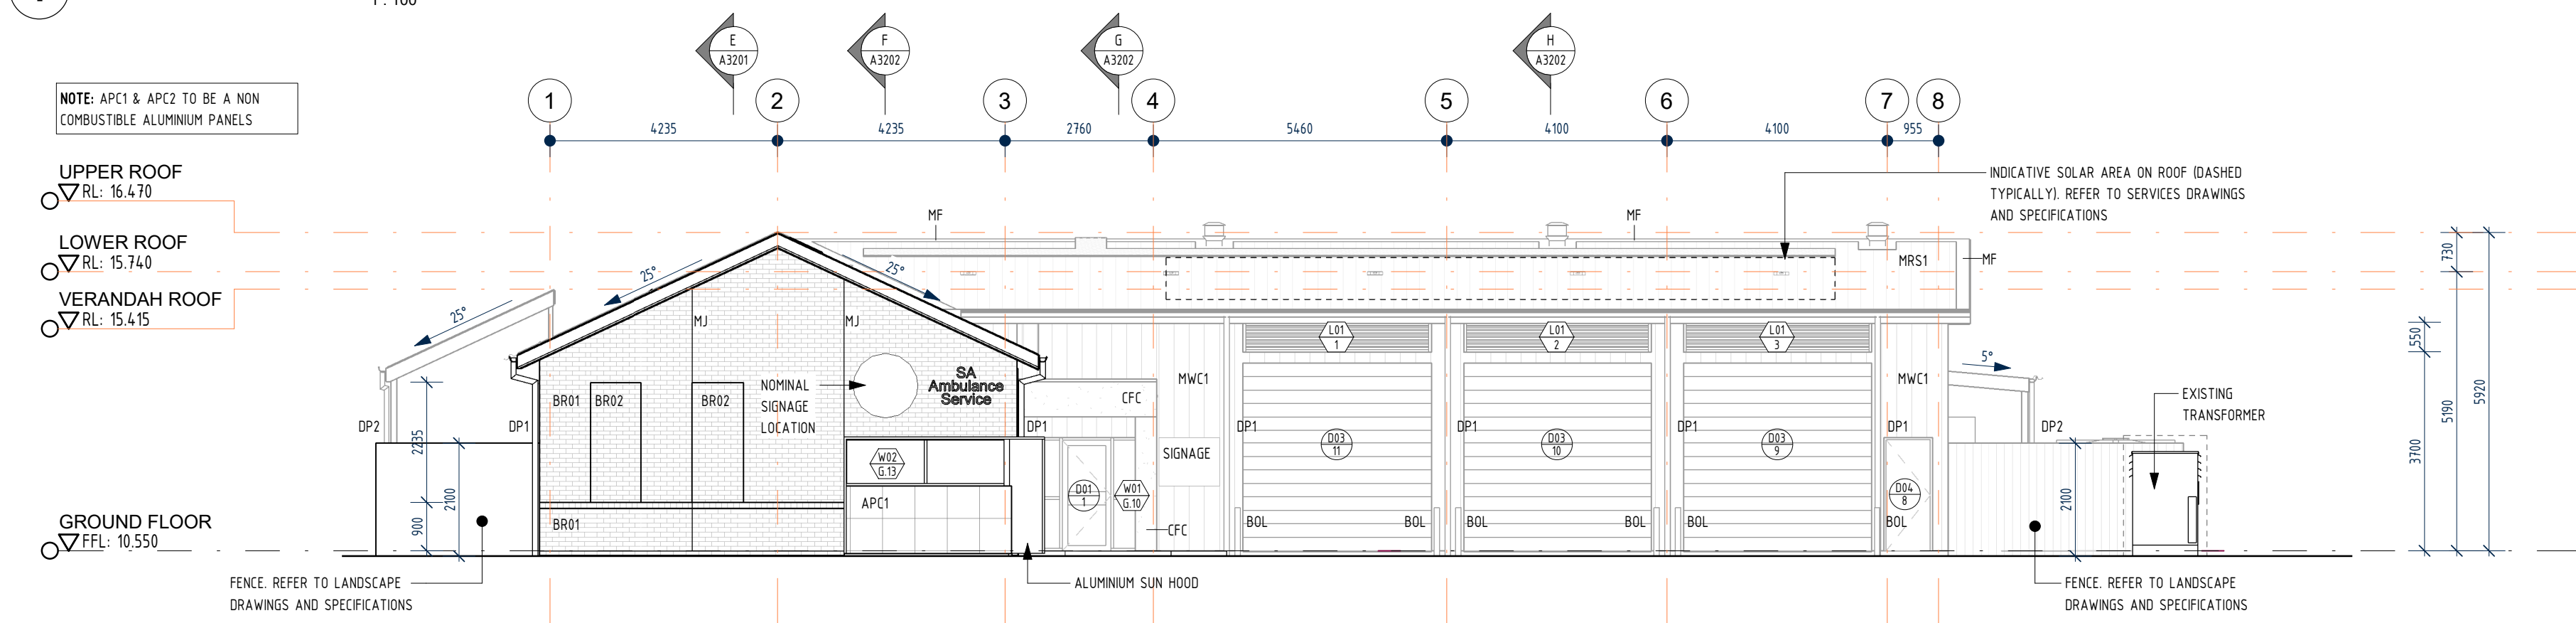 1 : 100
E
A3201
F
A3202
G
A3202
H
A3202
NOTE: APC1 & APC2 TO BE A NON
COMBUSTIBLE ALUMINIUM PANELS
1
2
3
4
5
6
7
8
4235
4235
2760
5460
4100
4100
955
UPPER ROOF
RL: 16.470
LOWER ROOF
RL: 15.740
VERANDAH ROOF
RL: 15.415
GROUND FLOOR
FFL: 10.550
INDICATIVE SOLAR AREA ON ROOF (DASHED
TYPICALLY). REFER TO SERVICES DRAWINGS
AND SPECIFICATIONS
MF
MF
MRS1
MF
25°
25°
25°
5°
MJ
MJ
L01
1
L01
2
L01
3
NOMINAL
SIGNAGE
LOCATION
SA
Ambulance
Service
BR01
BR02
BR02
BR01
CFC
MWC1
MWC1
DP2
DP1
DP1
DP1
DP1
DP1
DP1
DP2
EXISTING
TRANSFORMER
W02
G.13
APC1
SIGNAGE
D01
1
W01
G.10
CFC
D03
11
D03
10
D03
9
D04
8
BOL
BOL
BOL
BOL
BOL
BOL
2235
900
2100
2100
550
3700
730
5190
5920
FENCE. REFER TO LANDSCAPE
DRAWINGS AND SPECIFICATIONS
ALUMINIUM SUN HOOD
FENCE. REFER TO LANDSCAPE
DRAWINGS AND SPECIFICATIONS